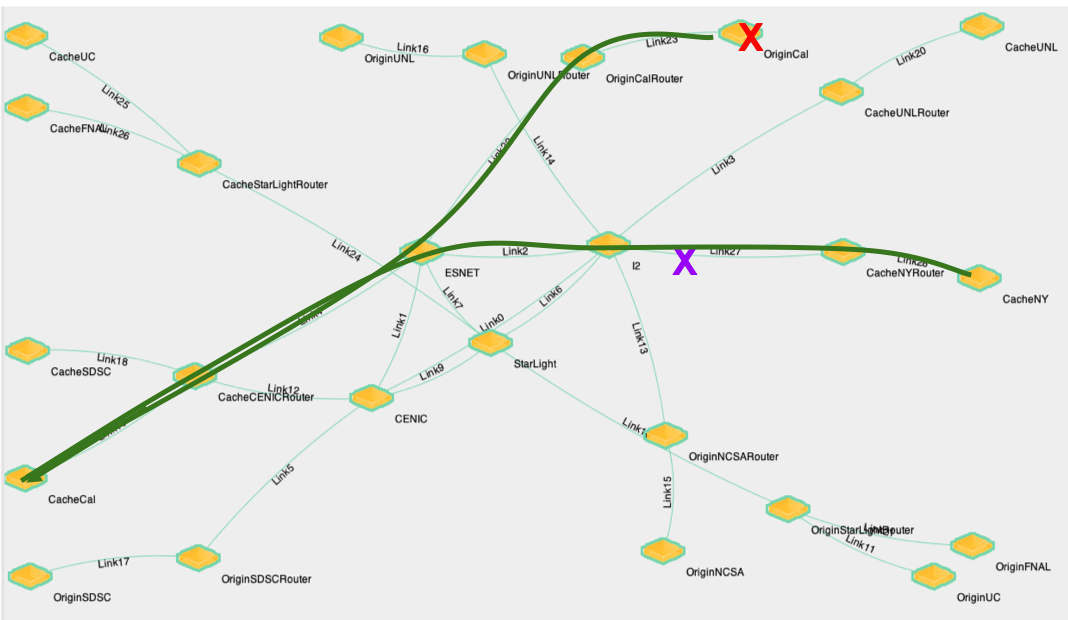 CacheUC
Link16
OriginUNL
OriginUNLRouter
Link23
OriginCalRouter
X
OriginCal
Link20
CacheUNL
Link25
CacheFNAL
Link26
CacheStarLightRouter
Link14
CacheUNLRouter
Link3
Link24
ESNET
Link2
I2
X
Link27
CacheNYRouter
Link28
CacheNY
Link7
Link6
Link0
Link1
StarLight
Link13
CacheSDSC
Link18
CacheCENICRouter
Link12
Link9
CENIC
OriginNCSARouter
CacheCal
Link5
Link15
OriginStarLightRouter
Link11
OriginFNAL
OriginUC
OriginNCSA
Link17
OriginSDSCRouter
OriginSDSC